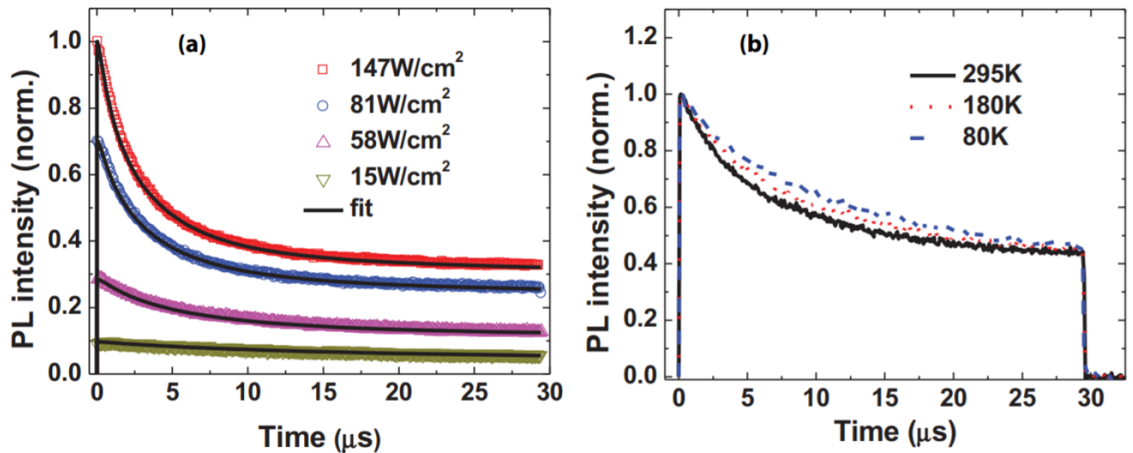 (a)
147W/cm²
81W/cm²
58W/cm²
15W/cm²
fit
PL intensity (norm.)
1.0
0.8
0.6
0.4
0.2
0.0
0 5 10 15 20 25 30
Time (μs)
(b)
295K
180K
80K
PL intensity (norm.)
1.2
1.0
0.8
0.6
0.4
0.2
0.0
0 5 10 15 20 25 30
Time (μs)